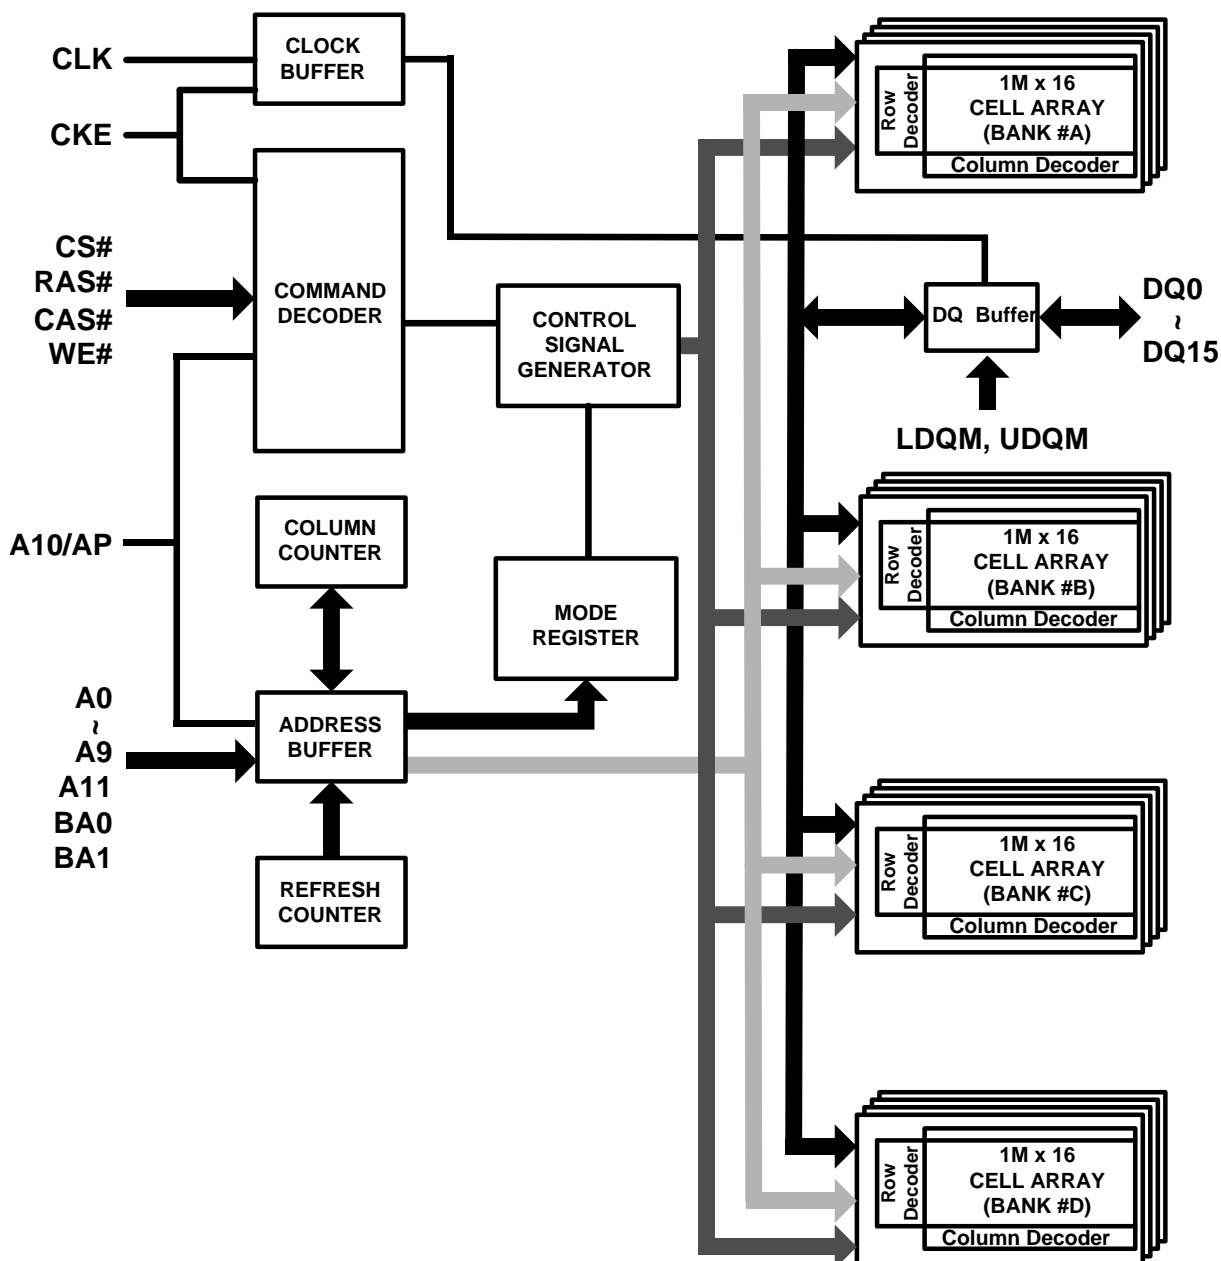 CLK
CKE
CLOCK
BUFFER
CS#
RAS#
CAS#
WE#
COMMAND
DECODER
CONTROL
SIGNAL
GENERATOR
A10/AP
COLUMN
COUNTER
MODE
REGISTER
A0
~
A9
A11
BA0
BA1
ADDRESS
BUFFER
REFRESH
COUNTER
Row
Decoder
1M x 16
CELL ARRAY
(BANK #A)
Column Decoder
DQ Buffer
DQ0
~
DQ15
LDQM, UDQM
Row
Decoder
1M x 16
CELL ARRAY
(BANK #B)
Column Decoder
Row
Decoder
1M x 16
CELL ARRAY
(BANK #C)
Column Decoder
Row
Decoder
1M x 16
CELL ARRAY
(BANK #D)
Column Decoder